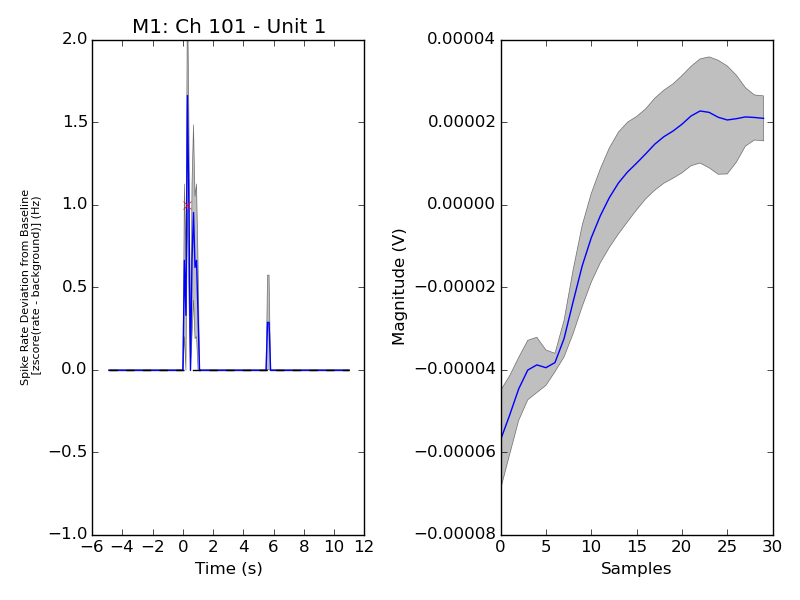 M1: Ch 101 - Unit 1
2.0
1.5
1.0
0.5
0.0
−0.5
−1.0
−6 −4 −2 0 2 4 6 8 10 12
Time (s)
Spike Rate Deviation from Baseline
[zscore(rate - background)] (Hz)
0.00004
0.00002
0.00000
−0.00002
−0.00004
−0.00006
−0.00008
0 5 10 15 20 25 30
Samples
Magnitude (V)